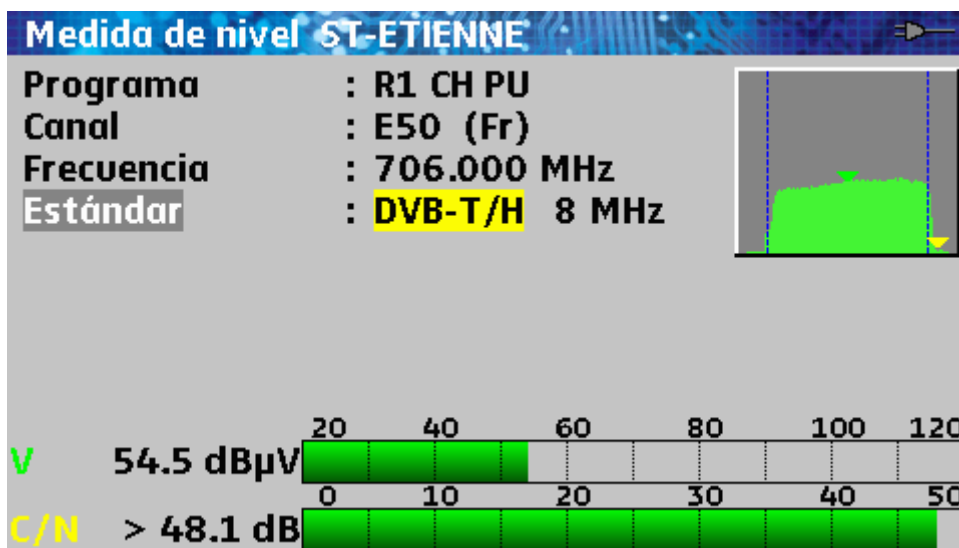 Medida de nivel ST-ETIENNE
Programa : R1 CH PU
Canal : E50 (Fr)
Frecuencia : 706.000 MHz
Estándar : DVB-T/H 8 MHz
20 40 60 80 100 120
V 54.5 dBµV
0 10 20 30 40 50
C/N > 48.1 dB